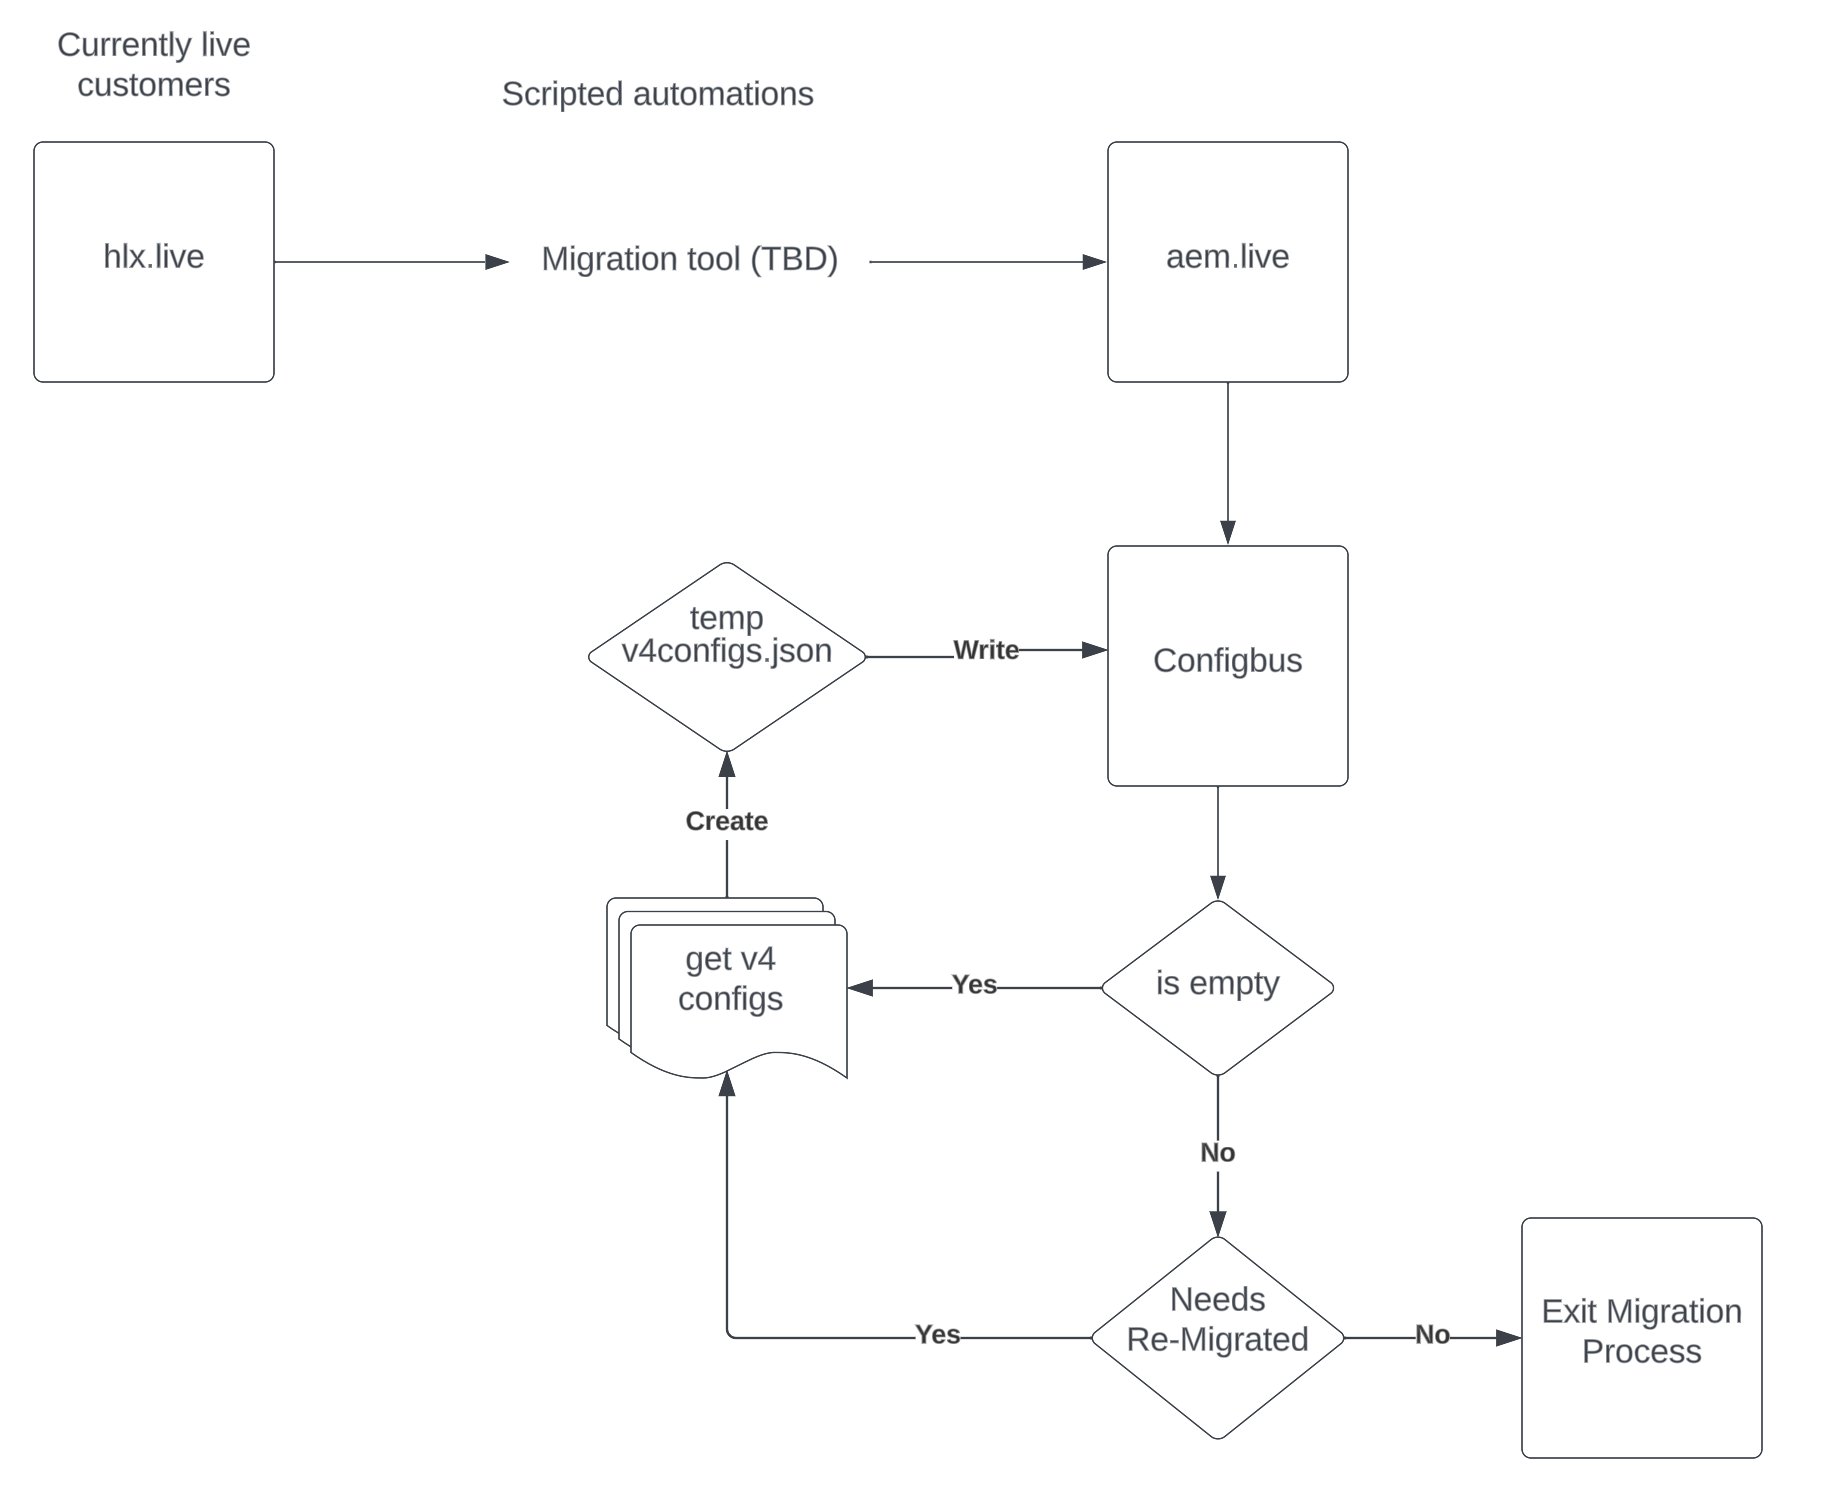 Currently live
customers
Scripted automations
hlx.live
Migration tool (TBD)
aem.live
temp
v4configs.json
Write
Configbus
Create
get v4
configs
Yes
is empty
No
Needs
Re-Migrated
Yes
No
Exit Migration
Process